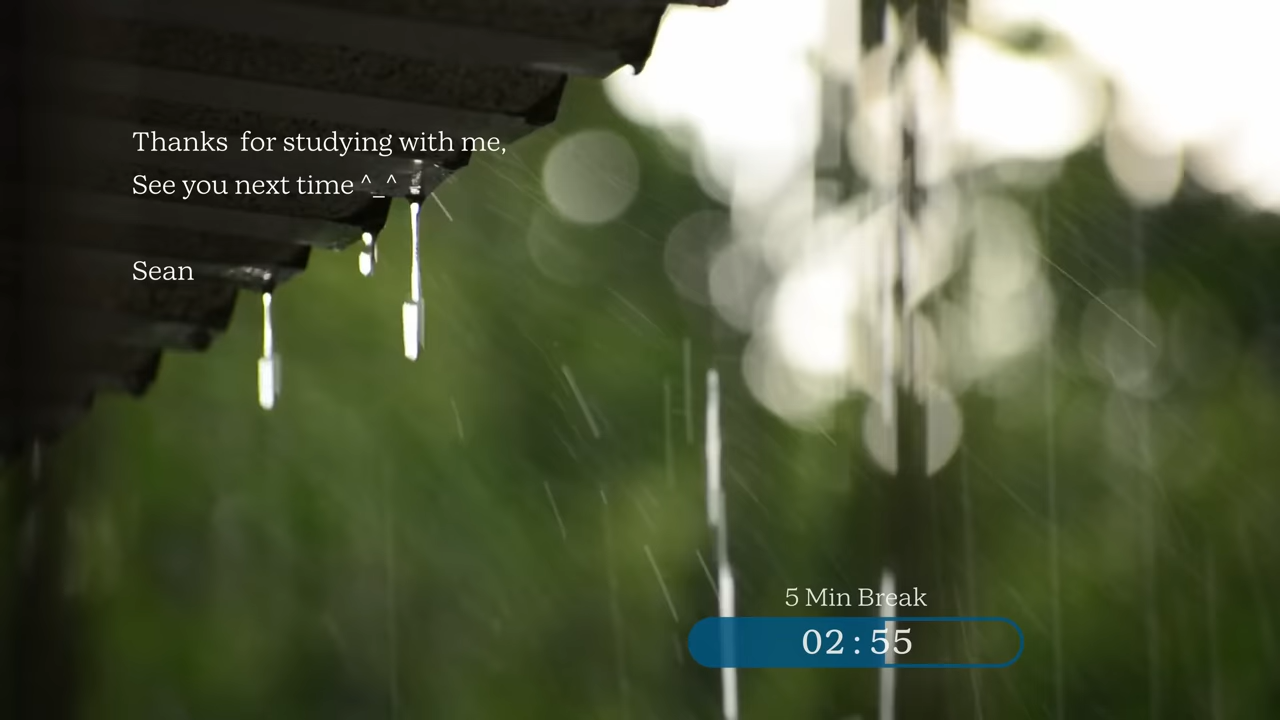 Thanks  for studying with me,
See you next time ^_^
Sean
5 Min Break
02 : 55